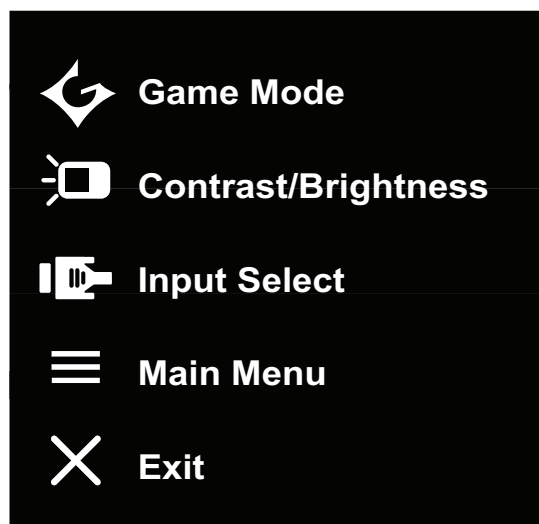 Game Mode
Contrast/Brightness
Input Select
Main Menu
Exit